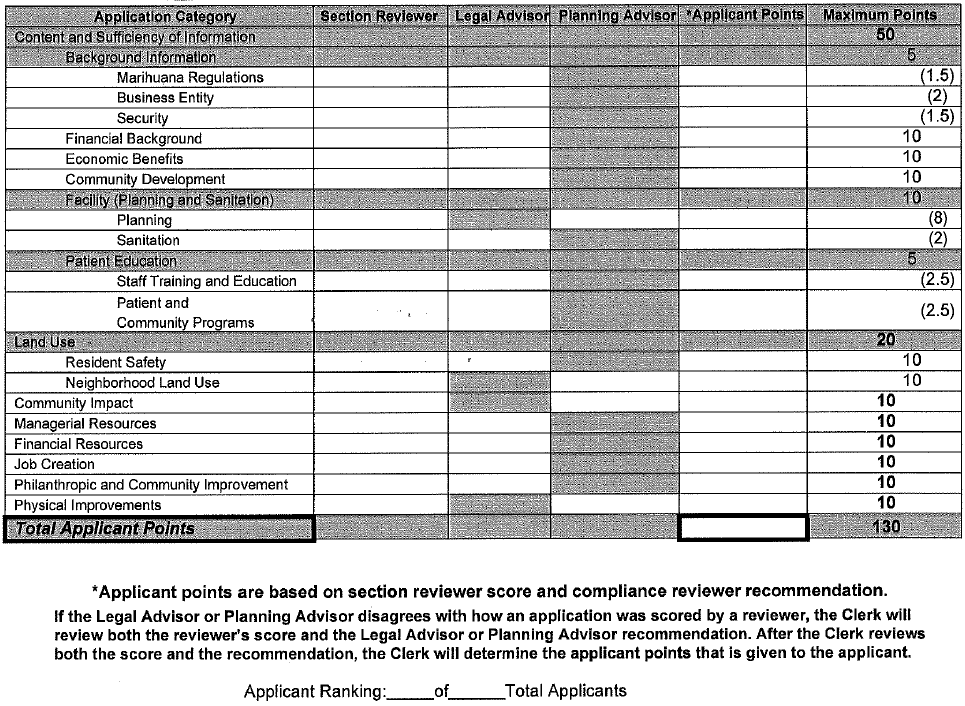 Application Category Section Reviewer Legal Advisor Planning Advisor *Applicant Points Maximum Points
Content and Sufficiency of Information 50
Background Information 5
Marihuana Regulations (1.5)
Business Entity (2)
Security (1.5)
Financial Background 10
Economic Benefits 10
Community Development 10
Facility (Planning and Sanitation) 10
Planning (8)
Sanitation (2)
Patient Education 5
Staff Training and Education (2.5)
Patient and
Community Programs (2.5)
Land Use 20
Resident Safety 10
Neighborhood Land Use 10
Community Impact 10
Managerial Resources 10
Financial Resources 10
Job Creation 10
Philanthropic and Community Improvement 10
Physical Improvements 10
Total Applicant Points 130
*Applicant points are based on section reviewer score and compliance reviewer recommendation.
If the Legal Advisor or Planning Advisor disagrees with how an application was scored by a reviewer, the Clerk will
review both the reviewer's score and the Legal Advisor or Planning Advisor recommendation. After the Clerk reviews
both the score and the recommendation, the Clerk will determine the applicant points that is given to the applicant.
Applicant Ranking:_____of______Total Applicants